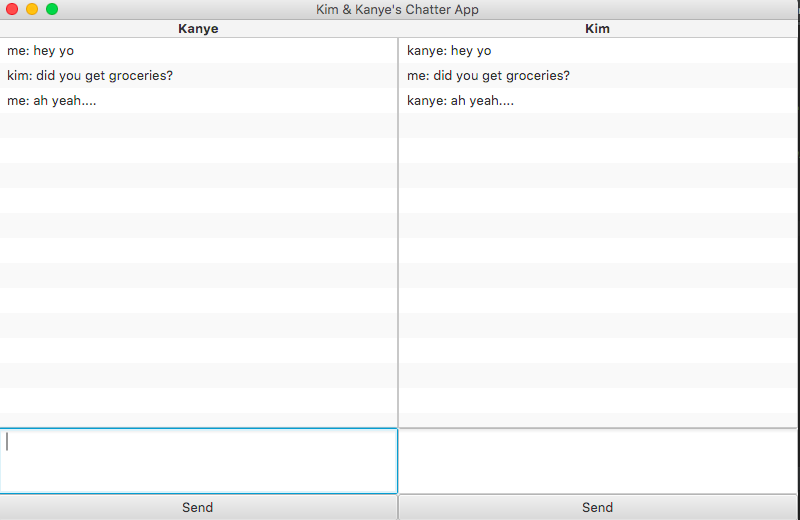 Kim & Kanye's Chatter App
Kanye
me: hey yo
kim: did you get groceries?
me: ah yeah....
Send
Kim
kanye: hey yo
me: did you get groceries?
kanye: ah yeah....
Send